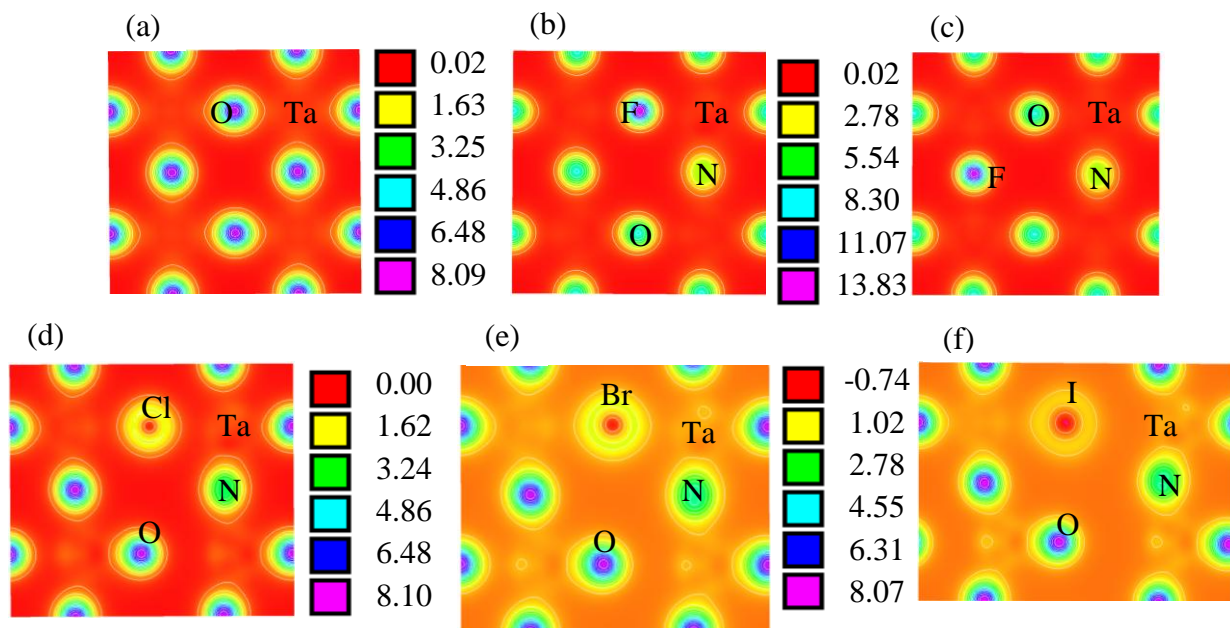 (a)
O Ta
0.02
1.63
3.25
4.86
6.48
8.09
(b)
F Ta
N
O
0.02
2.78
5.54
8.30
11.07
13.83
(c)
O Ta
F N
(d)
Cl
Ta
N
O
0.00
1.62
3.24
4.86
6.48
8.10
(e)
Br
Ta
N
O
-0.74
1.02
2.78
4.55
6.31
8.07
(f)
I
Ta
N
O